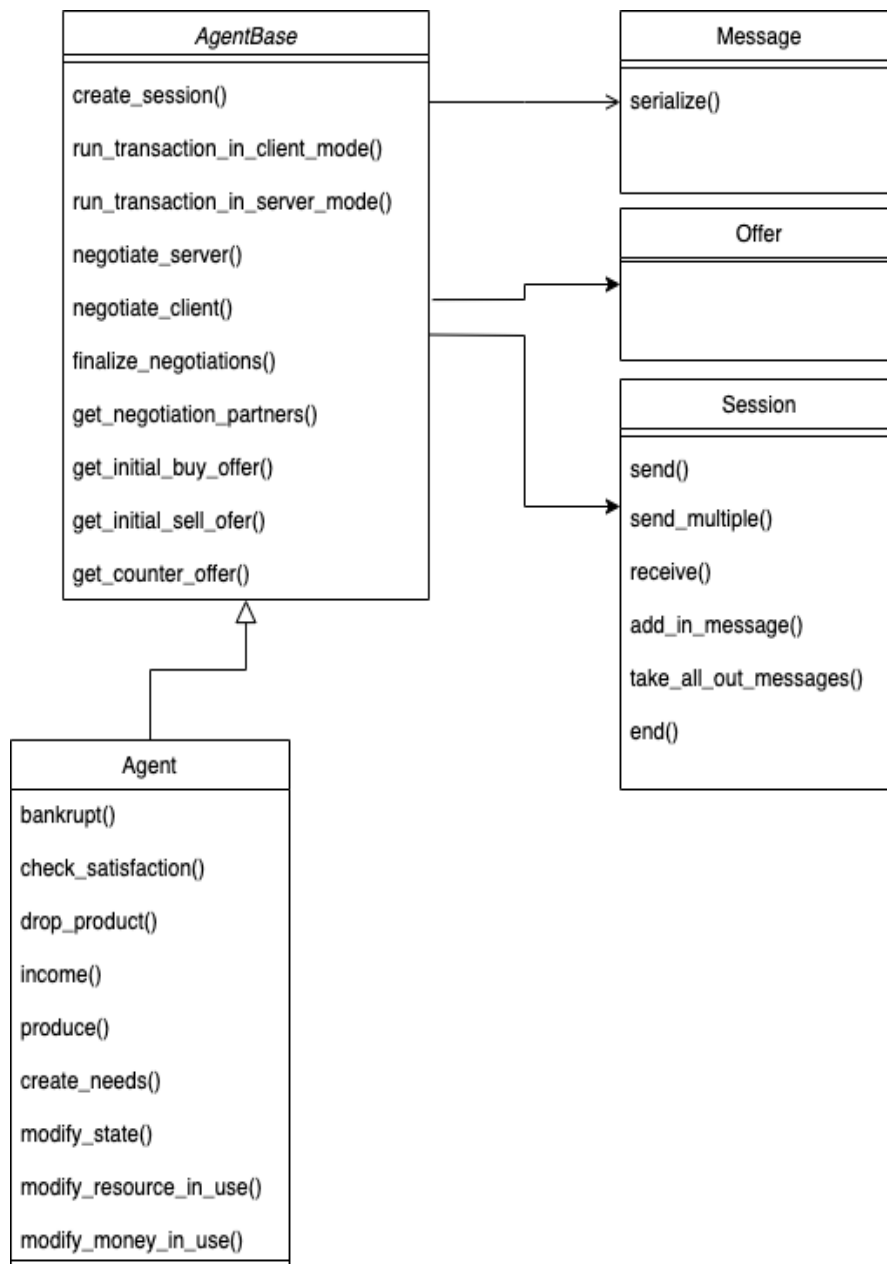 AgentBase
create_session()
run_transaction_in_client_mode()
run_transaction_in_server_mode()
negotiate_server()
negotiate_client()
finalize_negotiations()
get_negotiation_partners()
get_initial_buy_offer()
get_initial_sell_ofer()
get_counter_offer()
Message
serialize()
Offer
Session
send()
send_multiple()
receive()
add_in_message()
take_all_out_messages()
end()
Agent
bankrupt()
check_satisfaction()
drop_product()
income()
produce()
create_needs()
modify_state()
modify_resource_in_use()
modify_money_in_use()